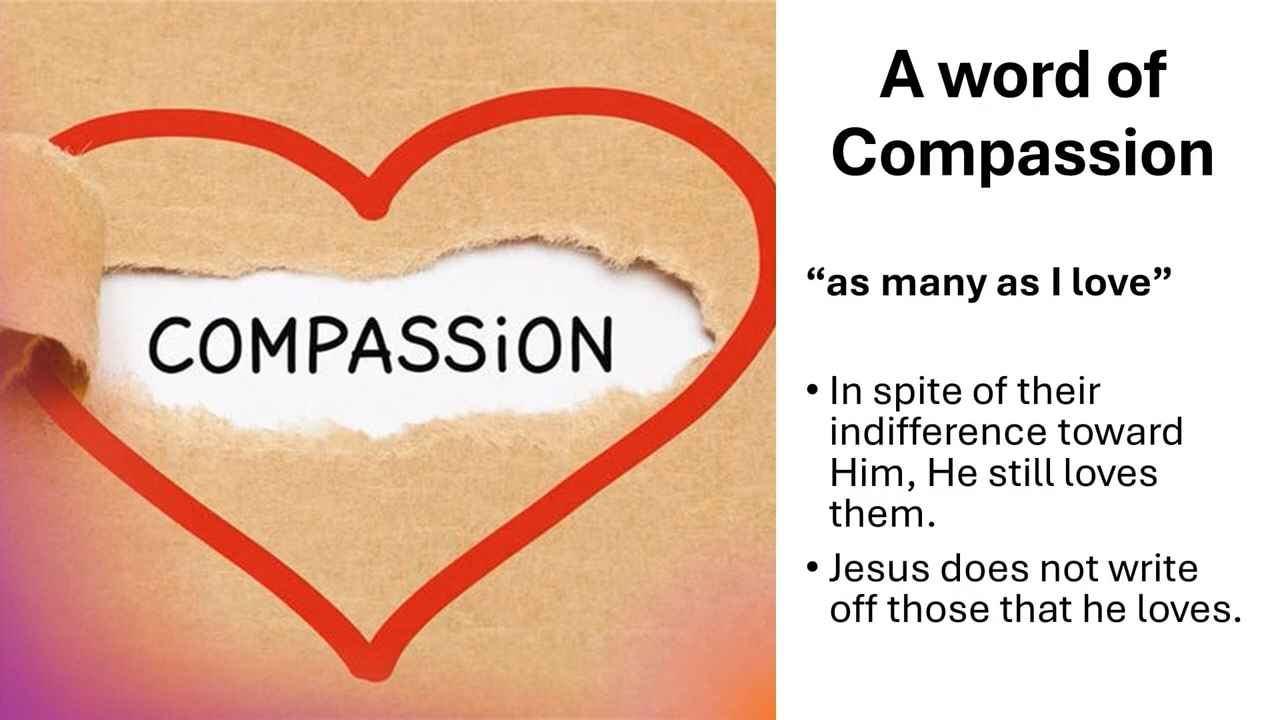 COMPASSiON
A word of
Compassion
“as many as I love”
• In spite of their
indifference toward
Him, He still loves
them.
• Jesus does not write
off those that he loves.